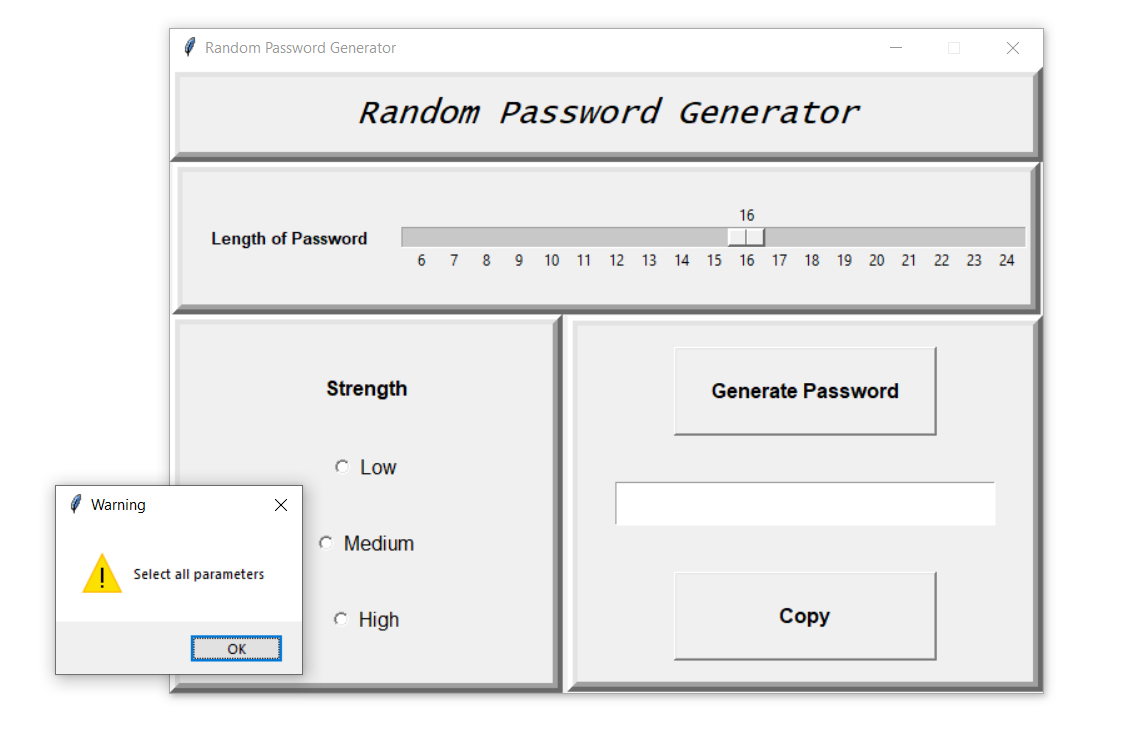 Random Password Generator
Random Password Generator
16
Length of Password
6 7 8 9 10 11 12 13 14 15 16 17 18 19 20 21 22 23 24
Strength
Low
Medium
High
Generate Password
Copy
Warning
Select all parameters
OK